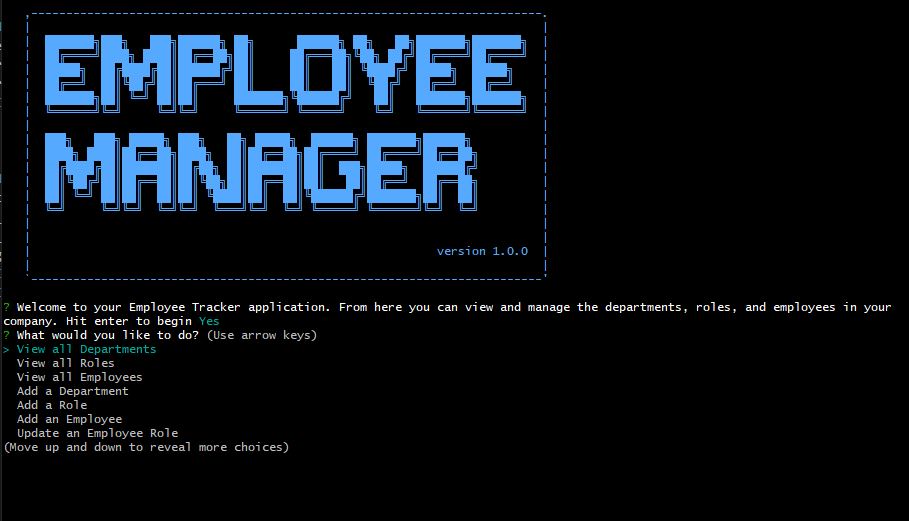 EMPLOYEE
MANAGER
version 1.0.0
? Welcome to your Employee Tracker application. From here you can view and manage the departments, roles, and employees in your
company. Hit enter to begin Yes
? What would you like to do? (Use arrow keys)
> View all Departments
View all Roles
View all Employees
Add a Department
Add a Role
Add an Employee
Update an Employee Role
(Move up and down to reveal more choices)